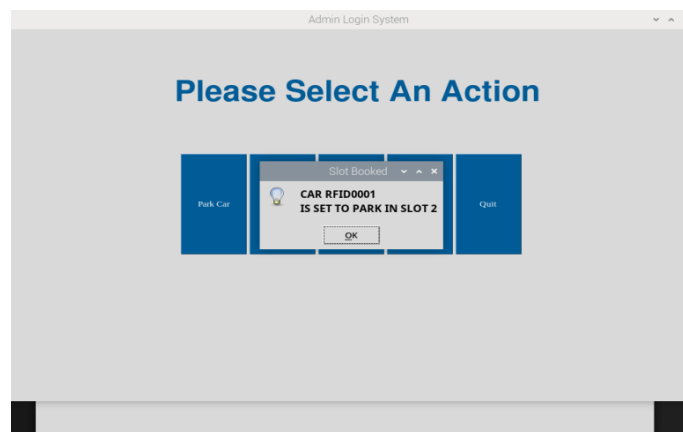 Admin Login System
Please Select An Action
Park Car
Slot Booked
CAR RFID0001
IS SET TO PARK IN SLOT 2
OK
Quit